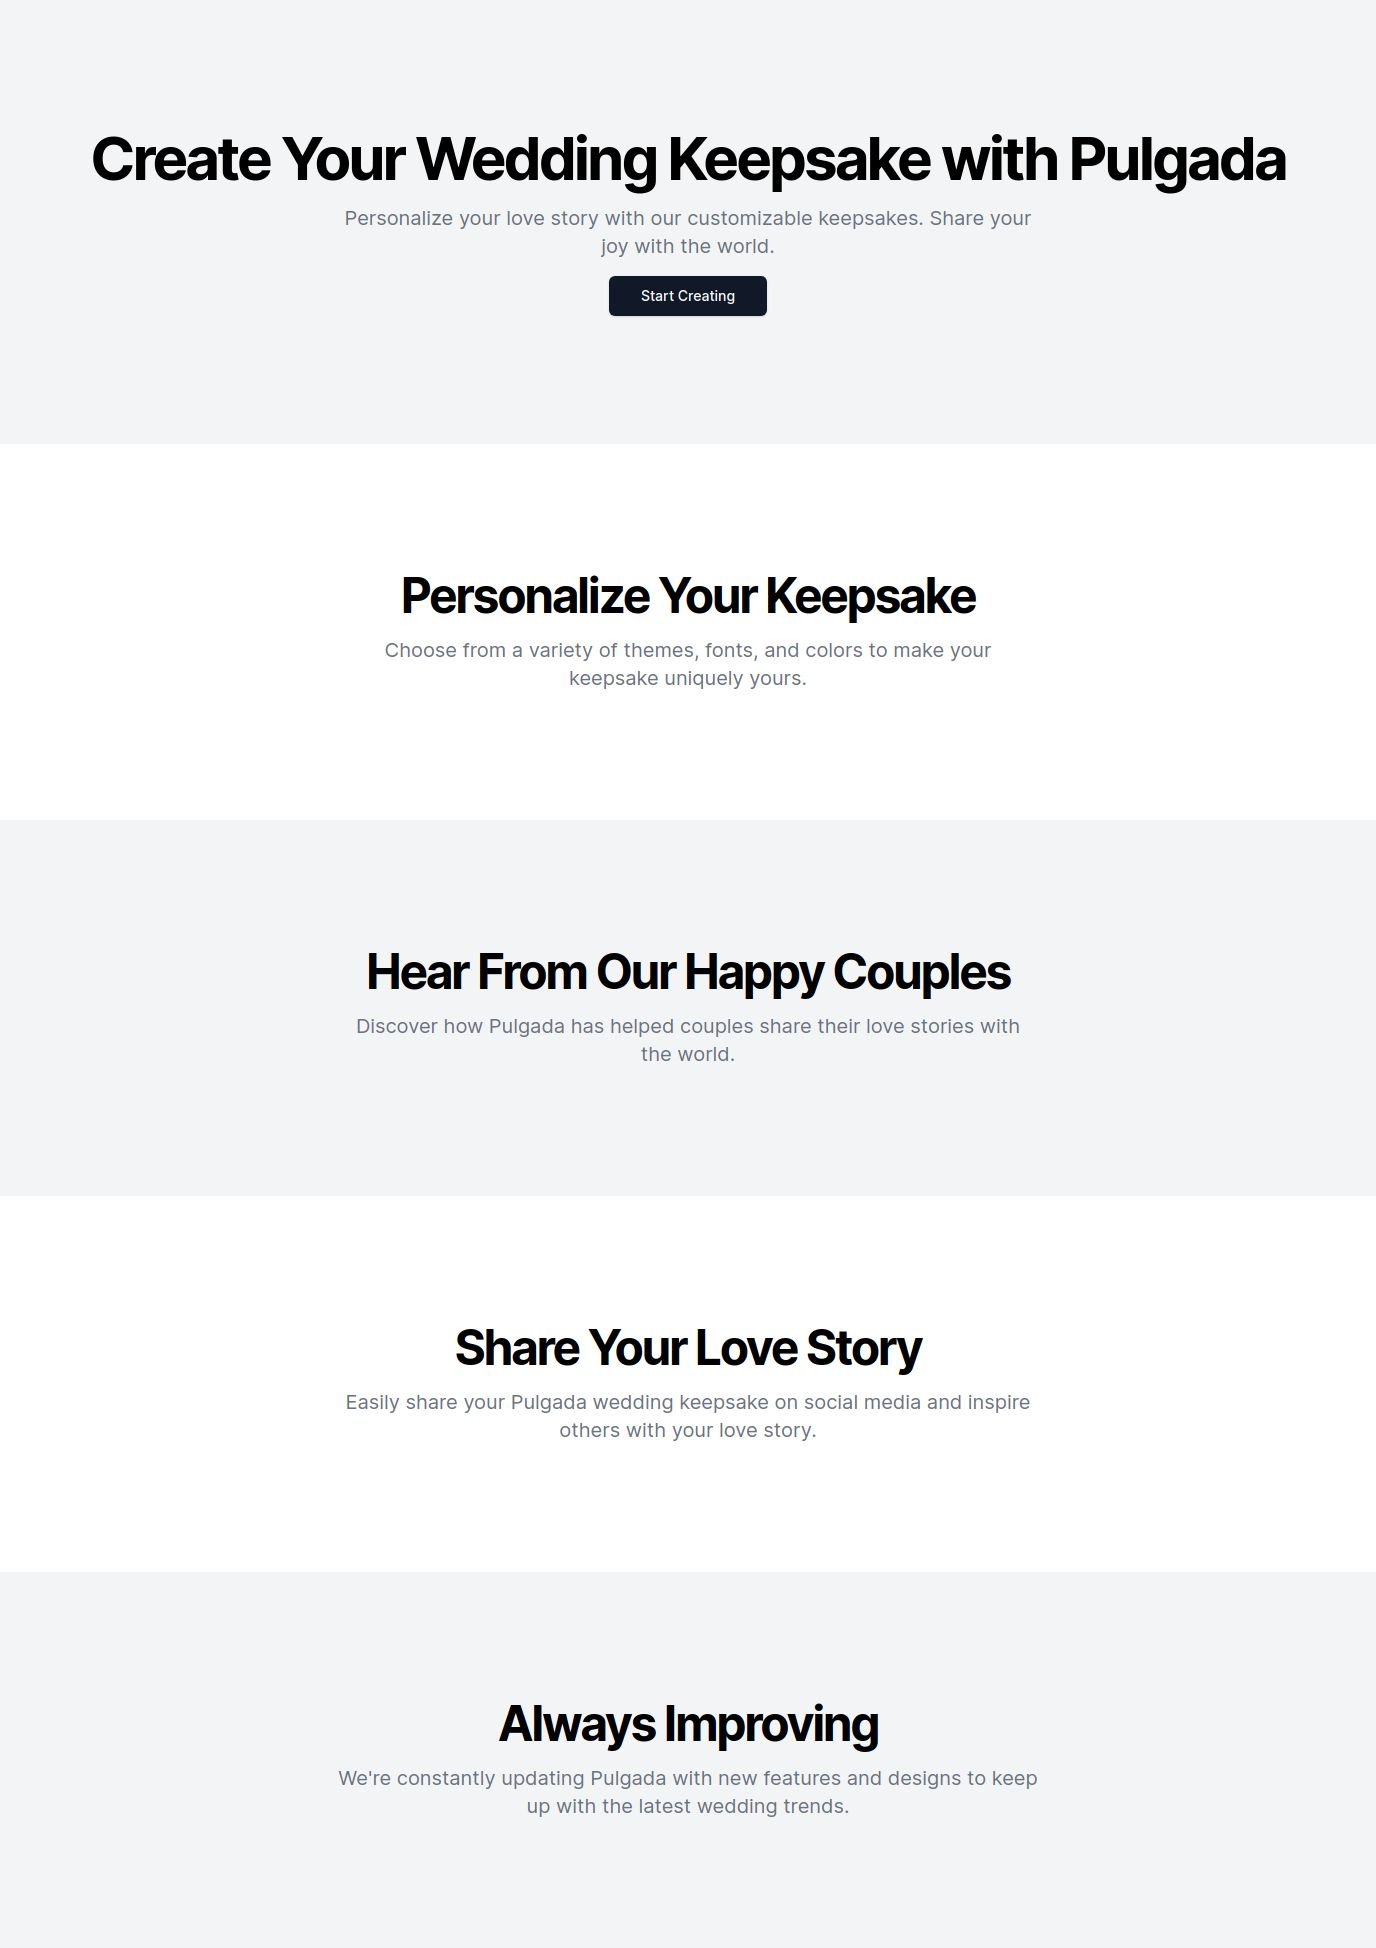 Create Your Wedding Keepsake with Pulgada
Personalize your love story with our customizable keepsakes. Share your
joy with the world.
Start Creating
Personalize Your Keepsake
Choose from a variety of themes, fonts, and colors to make your
keepsake uniquely yours.
Hear From Our Happy Couples
Discover how Pulgada has helped couples share their love stories with
the world.
Share Your Love Story
Easily share your Pulgada wedding keepsake on social media and inspire
others with your love story.
Always Improving
We're constantly updating Pulgada with new features and designs to keep
up with the latest wedding trends.